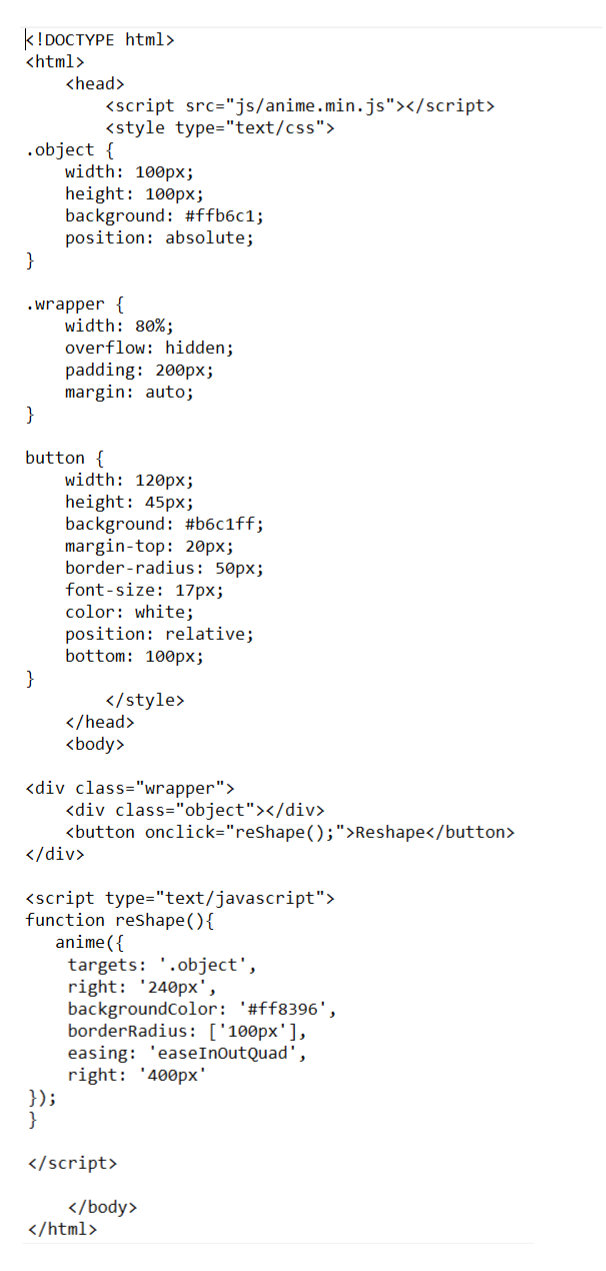 <!DOCTYPE html>
<html>
    <head>
        <script src="js/anime.min.js"></script>
        <style type="text/css">
.object {
    width: 100px;
    height: 100px;
    background: #ffb6c1;
    position: absolute;
}

.wrapper {
    width: 80%;
    overflow: hidden;
    padding: 200px;
    margin: auto;
}

button {
    width: 120px;
    height: 45px;
    background: #b6c1ff;
    margin-top: 20px;
    border-radius: 50px;
    font-size: 17px;
    color: white;
    position: relative;
    bottom: 100px;
}
        </style>
    </head>
    <body>

<div class="wrapper">
    <div class="object"></div>
    <button onclick="reShape();">Reshape</button>
</div>

<script type="text/javascript">
function reShape(){
   anime({
    targets: '.object',
    right: '240px',
    backgroundColor: '#ff8396',
    borderRadius: ['100px'],
    easing: 'easeInOutQuad',
    right: '400px'
});
}

</script>

    </body>
</html>